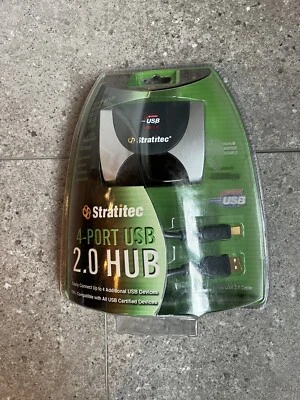 USB
Stratitec
USB
Stratitec
4-PORT USB
2.0 HUB
Connect Up to 4 Additional USB Devices
Compatible with All USB Certified Devices